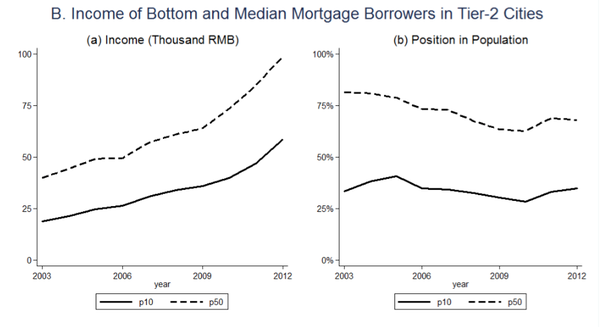 B. Income of Bottom and Median Mortgage Borrowers in Tier-2 Cities
(a) Income (Thousand RMB)
100
75
50
25
0
2003 2006 2009 2012
year
p10 p50
(b) Position in Population
100%
75%
50%
25%
0%
2003 2006 2009 2012
year
p10 p50